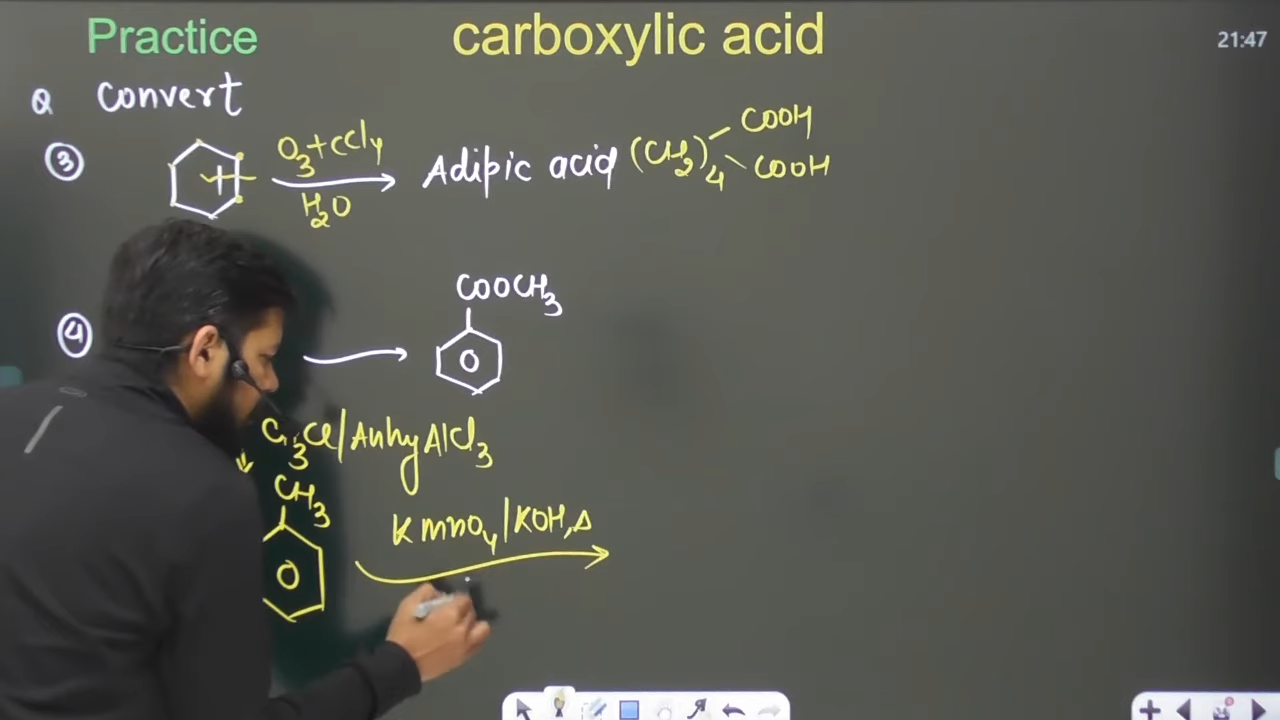 Practice
carboxylic acid
21:47
Q Convert
3
O3+CCl4
H2O
Adipic acid (CH2)4
COOH
COOH
COOCH3
4
CH3Cl/Anhy AlCl3
CH3
KMnO4/KOH,Δ